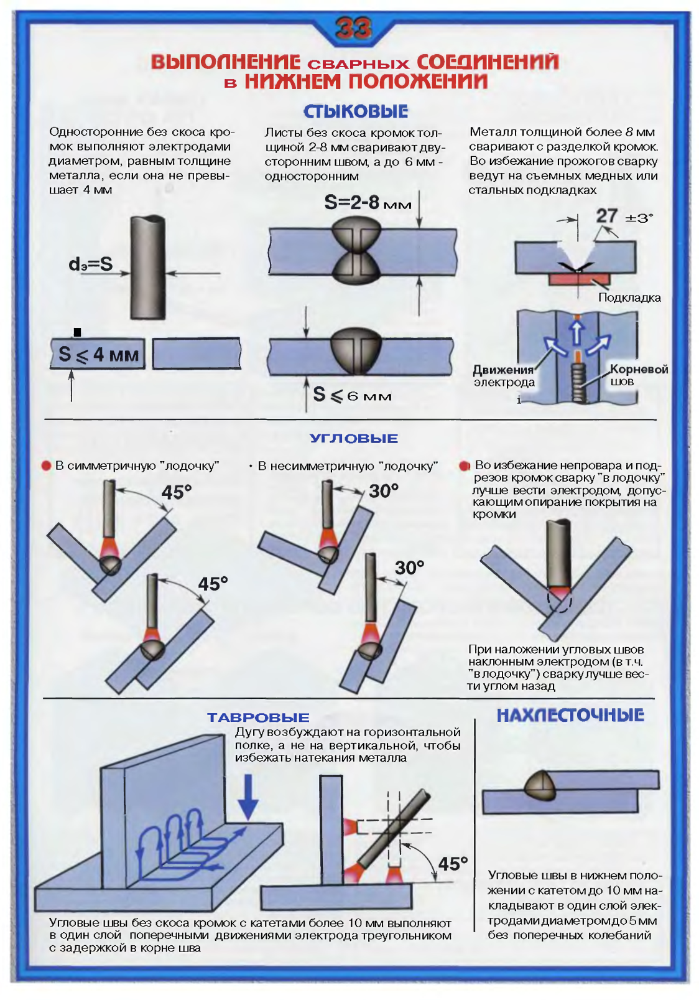 33
ВЫПОЛНЕНИЕ СВАРНЫХ СОЕДИНЕНИЙ
В НИЖНЕМ ПОЛОЖЕНИИ
СТЫКОВЫЕ
Односторонние без скоса кро-
мок выполняют электродами
диаметром, равным толщине
металла, если она не превы-
шает 4 мм
dэ=S
S ⩽ 4 мм
Листы без скоса кромок тол-
щиной 2-8 мм сваривают дву-
сторонним швом, а до 6 мм -
односторонним
S=2-8 мм
S ⩽ 6 мм
Металл толщиной более 8 мм
сваривают с разделкой кромок.
Во избежание прожогов сварку
ведут на съемных медных или
стальных подкладках
27 ±3°
Подкладка
Движения
электрода
Корневой
шов
УГЛОВЫЕ
В симметричную "лодочку"
45°
45°
· В несимметричную "лодочку"
30°
30°
Во избежание непровара и под-
резов кромок сварку "в лодочку"
лучше вести электродом, допус-
кающим опирание покрытия на
кромки
При наложении угловых швов
наклонным электродом (в т.ч.
"в лодочку") сварку лучше вес-
ти углом назад
ТАВРОВЫЕ
Дугу возбуждают на горизонтальной
полке, а не на вертикальной, чтобы
избежать натекания металла
45°
Угловые швы без скоса кромок с катетами более 10 мм выполняют
в один слой поперечными движениями электрода треугольником
с задержкой в корне шва
НАХЛЕСТОЧНЫЕ
Угловые швы в нижнем поло-
жении с катетом до 10 мм на-
кладывают в один слой элек-
тродами диаметром до 5 мм
без поперечных колебаний